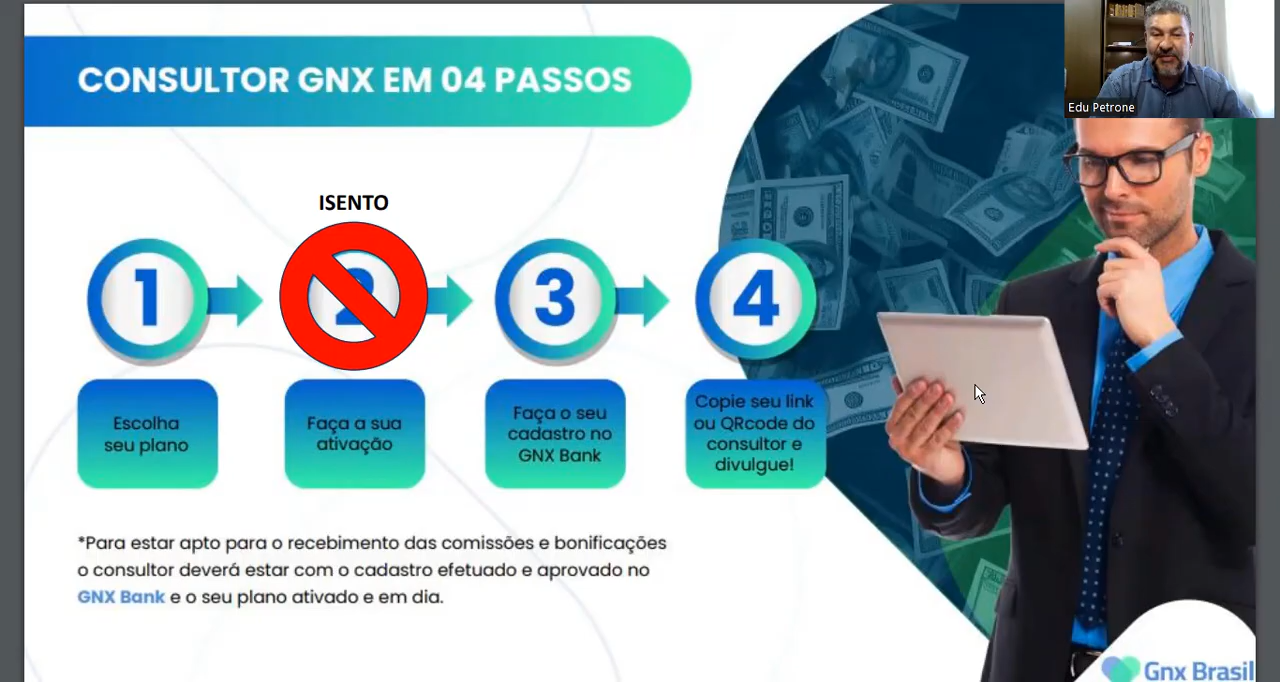 CONSULTOR GNX EM 04 PASSOS
Edu Petrone
ISENTO
1
2
3
4
Escolha
seu plano
Faça a sua
ativação
Faça o seu
cadastro no
GNX Bank
Copie seu link
ou QRcode do
consultor e
divulgue!
*Para estar apto para o recebimento das comissões e bonificações
o consultor deverá estar com o cadastro efetuado e aprovado no
GNX Bank e o seu plano ativado e em dia.
Gnx Brasil